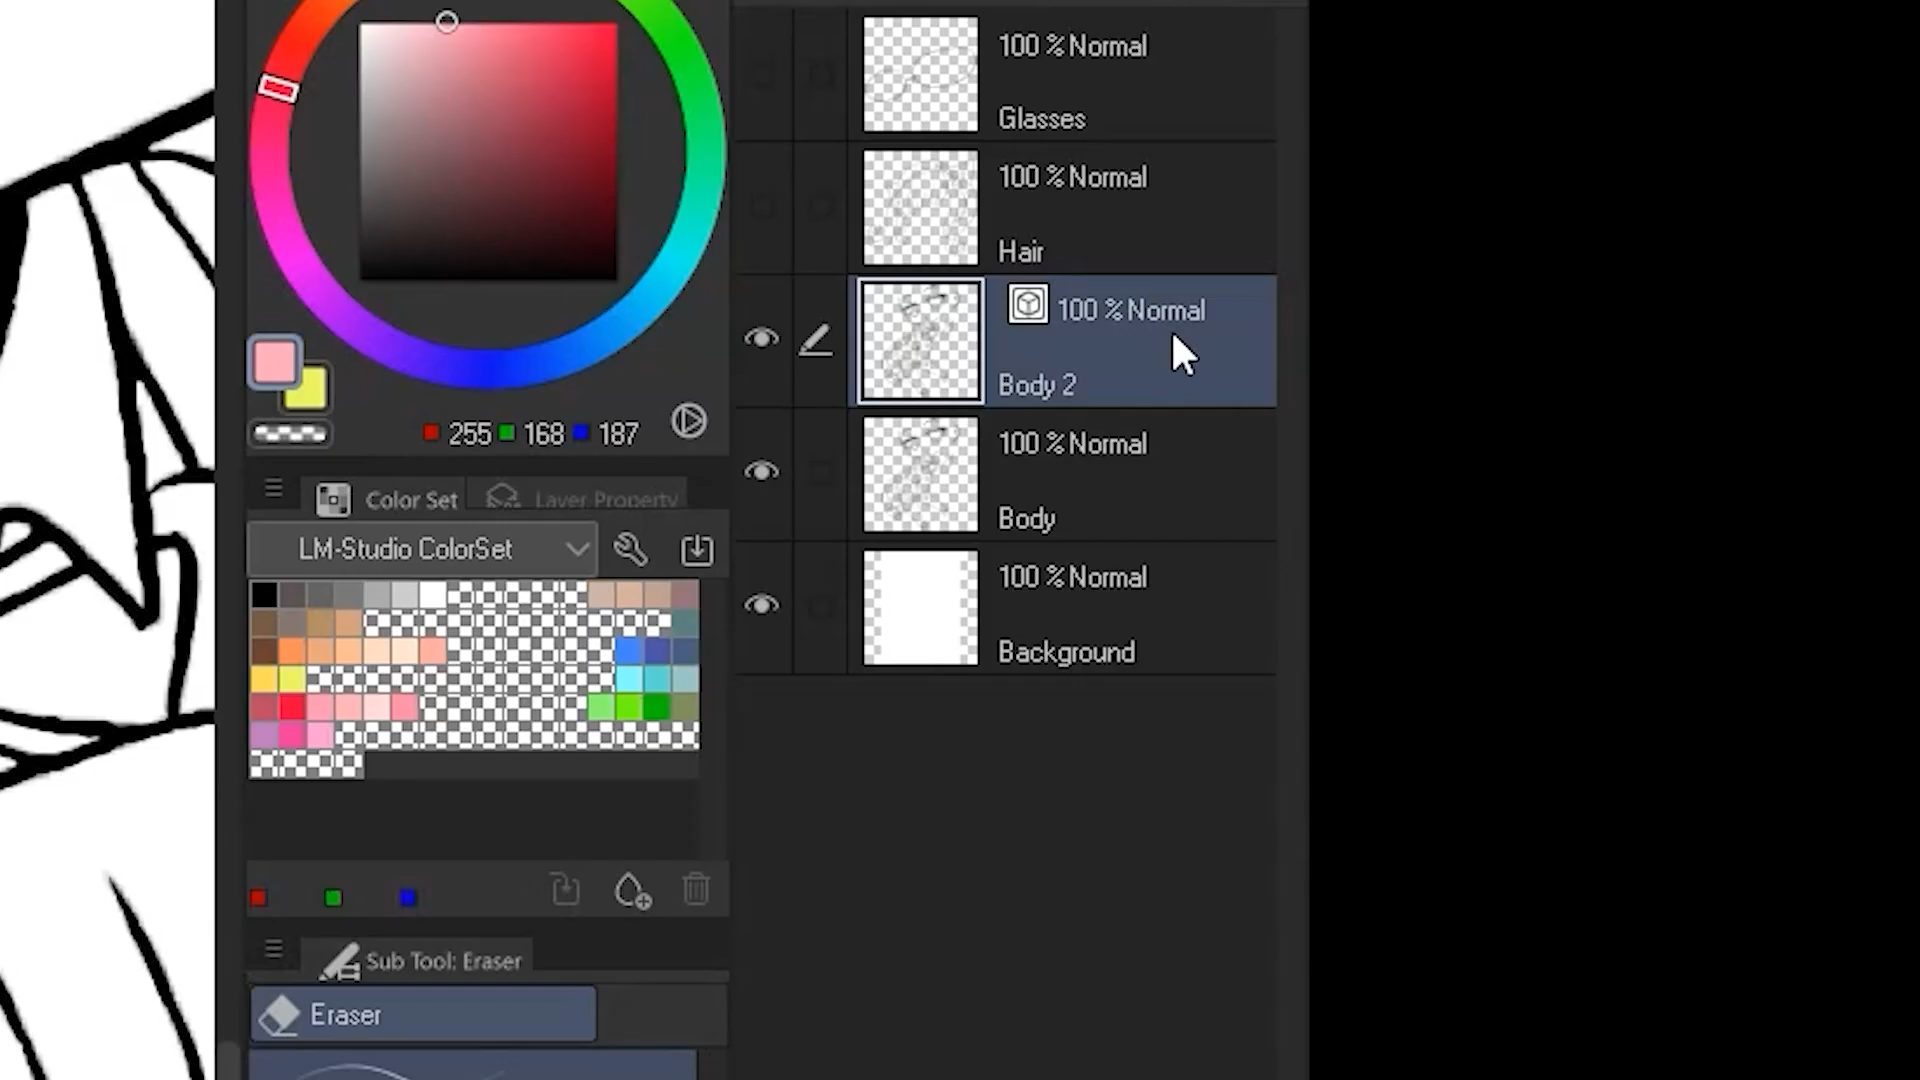 100 % Normal
Glasses
100 % Normal
Hair
100 % Normal
Body 2
100 % Normal
Body
100 % Normal
Background
255 168 187
Color Set
Layer Property
LM-Studio ColorSet
Sub Tool: Eraser
Eraser